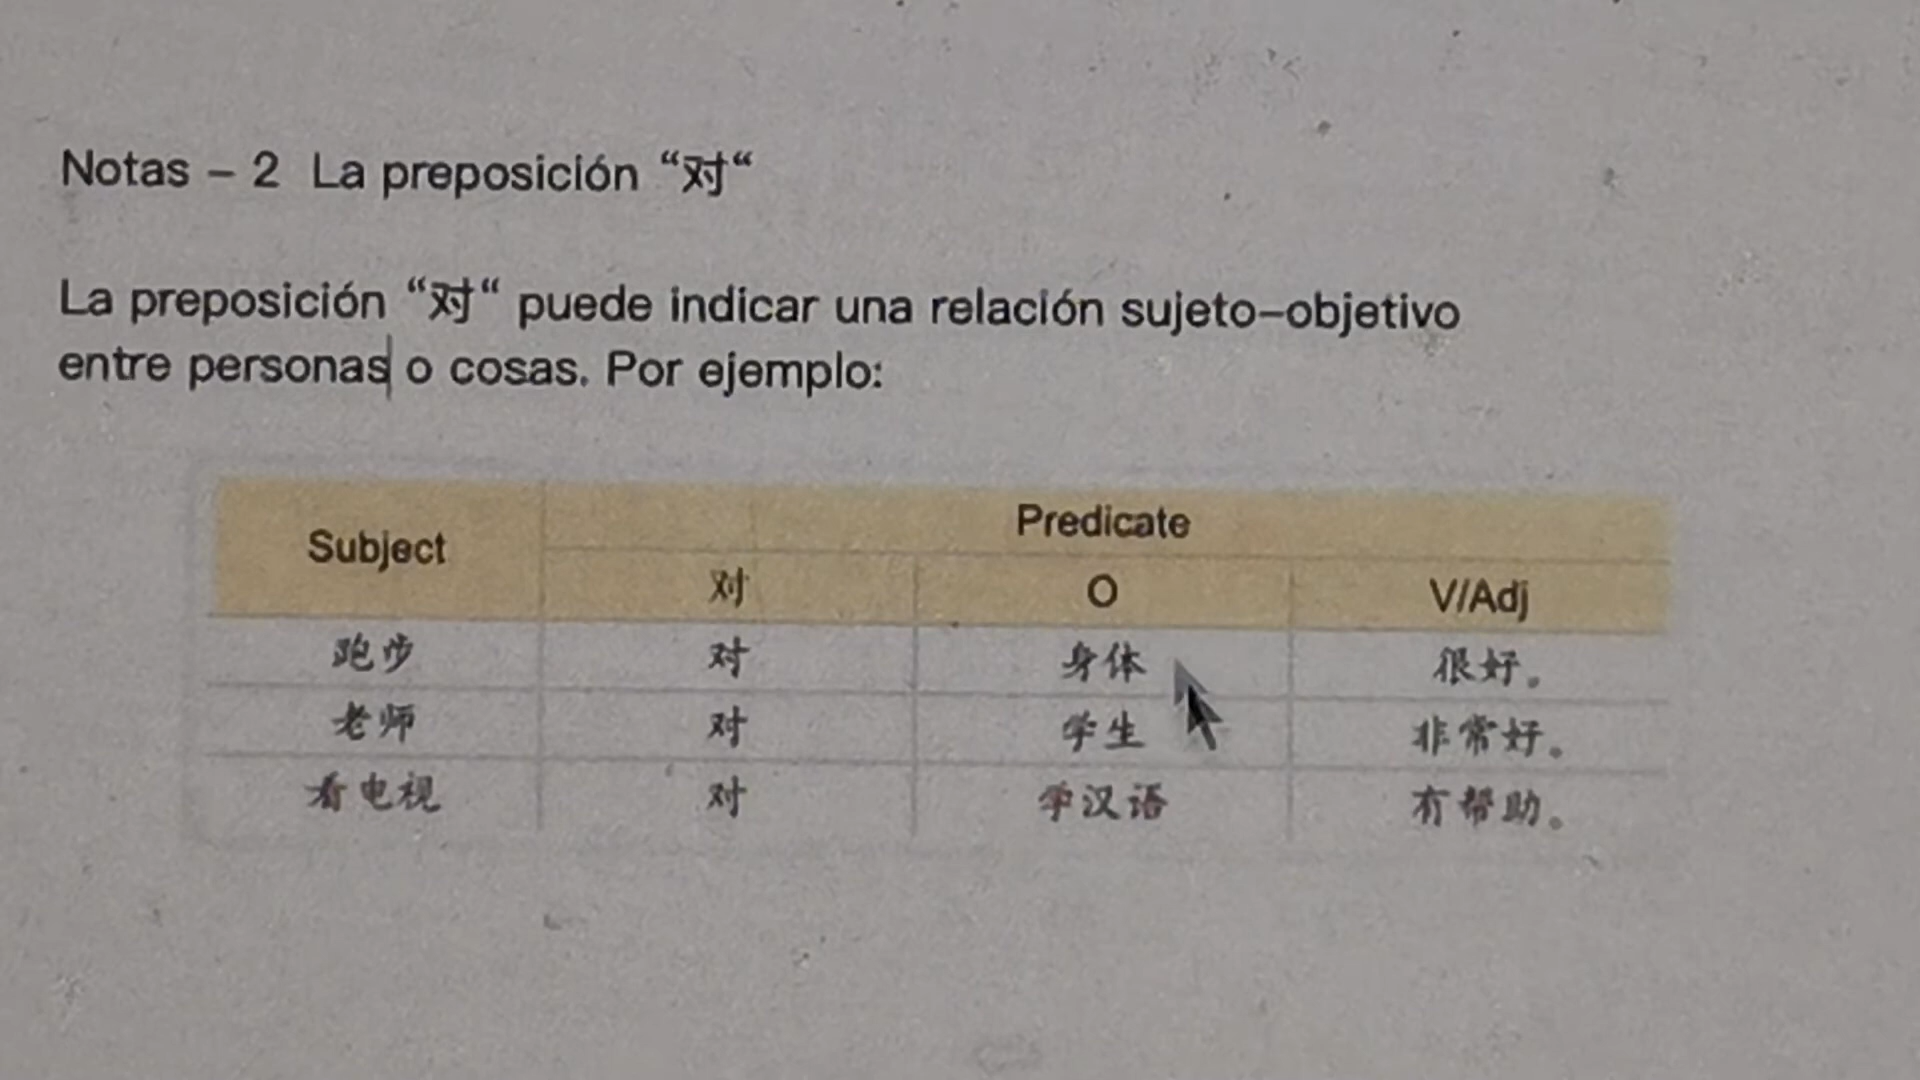 Notas – 2 La preposición “对“
La preposición “对“ puede indicar una relación sujeto–objetivo
entre personas o cosas. Por ejemplo:
Subject Predicate
对 O V/Adj
跑步 对 身体 很好。
老师 对 学生 非常好。
看电视 对 学汉语 有帮助。